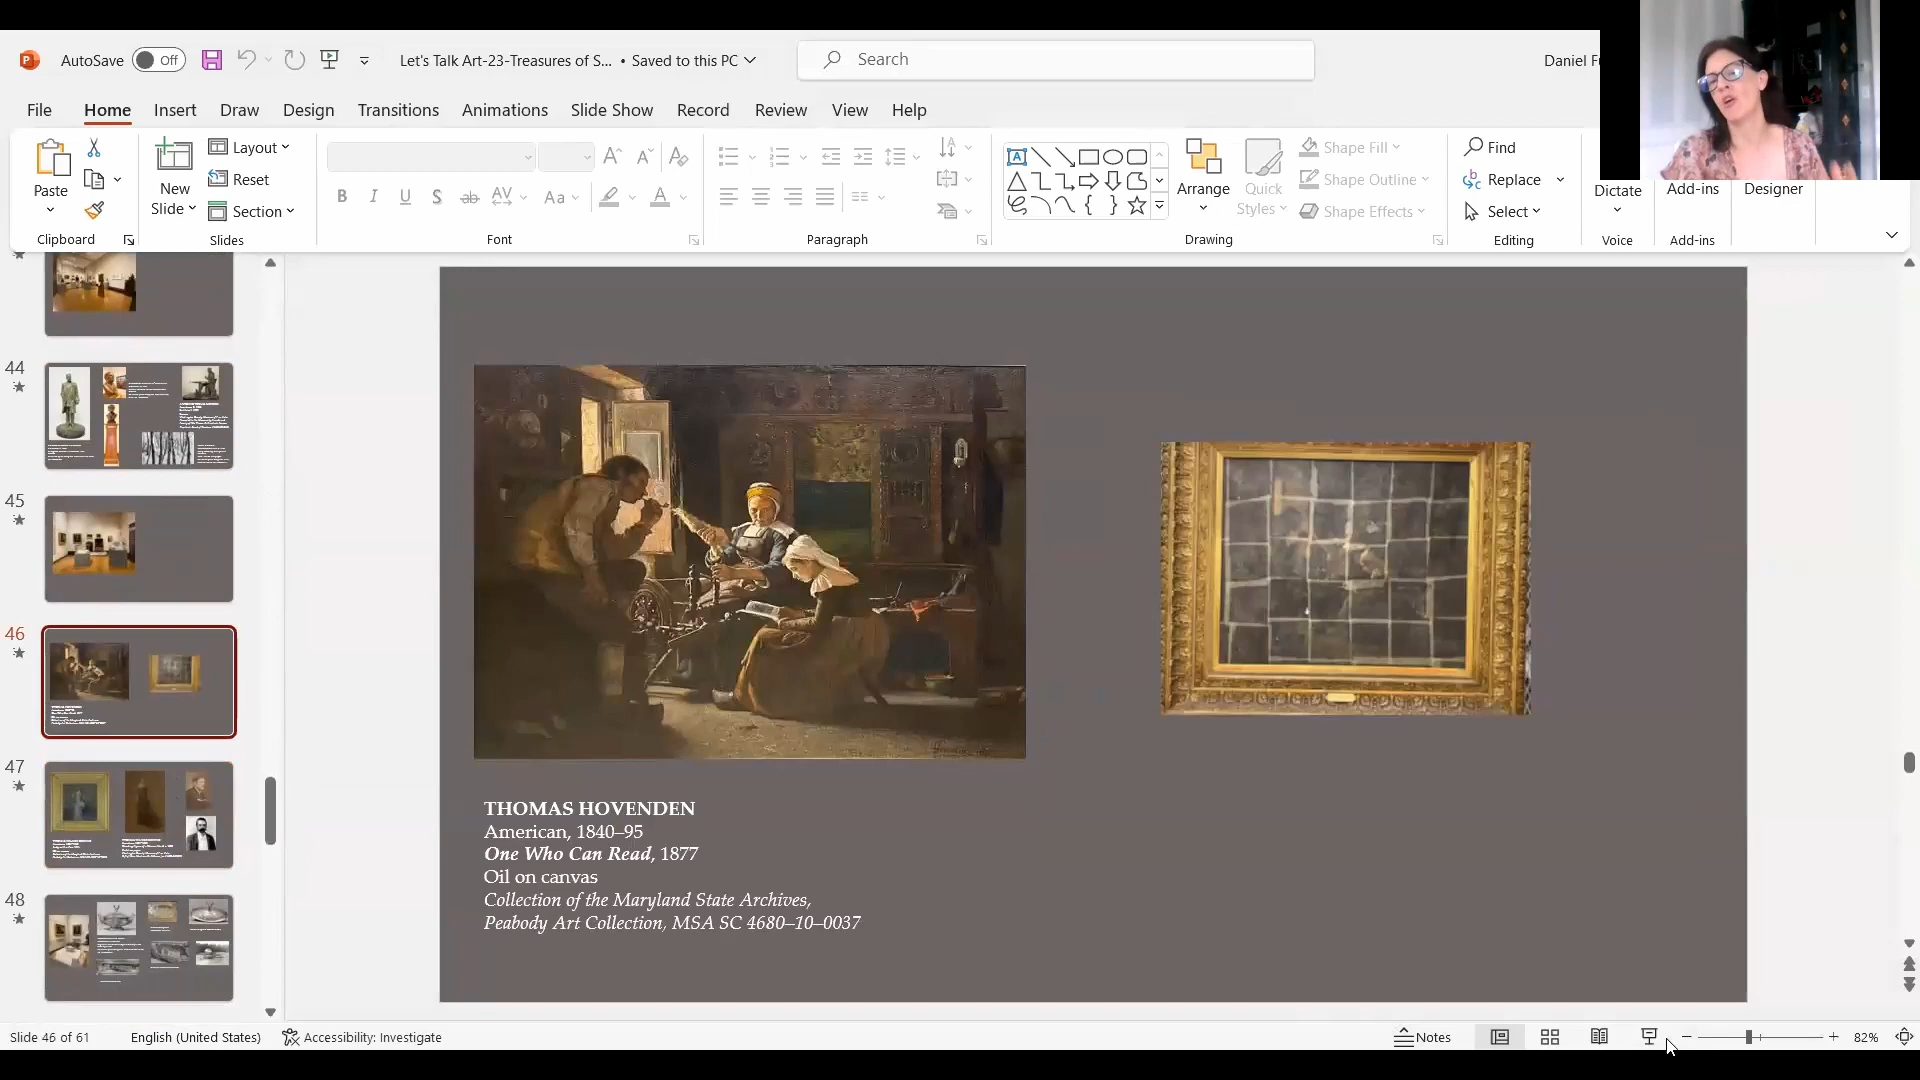 AutoSave Off Let's Talk Art-23-Treasures of S... • Saved to this PC Search Daniel
File Home Insert Draw Design Transitions Animations Slide Show Record Review View Help
Paste
New
Slide
Layout
Reset
Section
B I U S ab AV Aa A
Arrange
Quick
Styles
Shape Fill
Shape Outline
Shape Effects
Find
Replace
Select
Dictate
Add-ins
Designer
Clipboard Slides Font Paragraph Drawing Editing Voice Add-ins
44
45
46
47
48
THOMAS HOVENDEN
American, 1840–95
One Who Can Read, 1877
Oil on canvas
Collection of the Maryland State Archives,
Peabody Art Collection, MSA SC 4680–10–0037
Slide 46 of 61 English (United States) Accessibility: Investigate Notes 82%